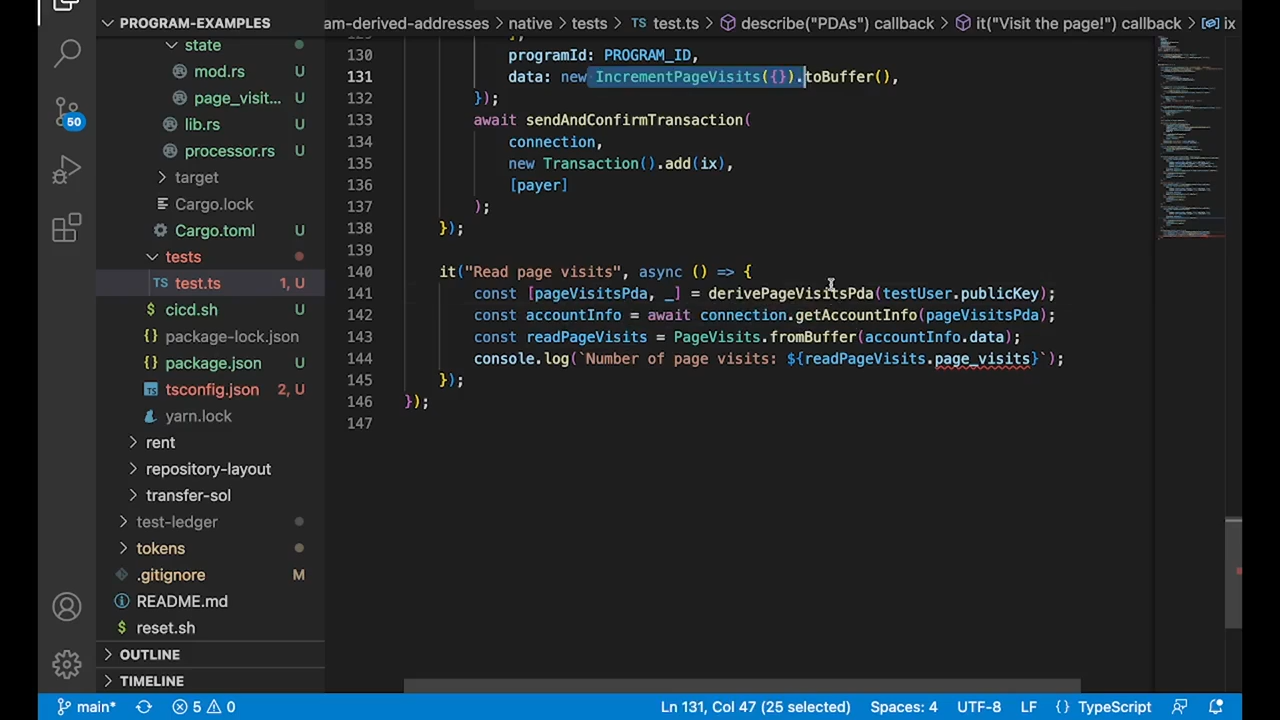 PROGRAM-EXAMPLES
am-derived-addresses > native > tests > TS test.ts > describe("PDAs") callback > it("Visit the page!") callback > ix
state
mod.rs U
page_visit... U
lib.rs U
processor.rs U
target
Cargo.lock
Cargo.toml U
tests
TS test.ts 1, U
$ cicd.sh U
package-lock.json
package.json U
TS tsconfig.json 2, U
yarn.lock
rent
repository-layout
transfer-sol
test-ledger
tokens
.gitignore M
README.md
$ reset.sh
OUTLINE
TIMELINE
50
130 programId: PROGRAM_ID,
131 data: new IncrementPageVisits({}).toBuffer(),
132 });
133 await sendAndConfirmTransaction(
134 connection,
135 new Transaction().add(ix),
136 [payer]
137 );
138 });
139
140 it("Read page visits", async () => {
141 const [pageVisitsPda, _] = derivePageVisitsPda(testUser.publicKey);
142 const accountInfo = await connection.getAccountInfo(pageVisitsPda);
143 const readPageVisits = PageVisits.fromBuffer(accountInfo.data);
144 console.log(`Number of page visits: ${readPageVisits.page_visits}`);
145 });
146 });
147
main* 5 0 Ln 131, Col 47 (25 selected) Spaces: 4 UTF-8 LF {} TypeScript